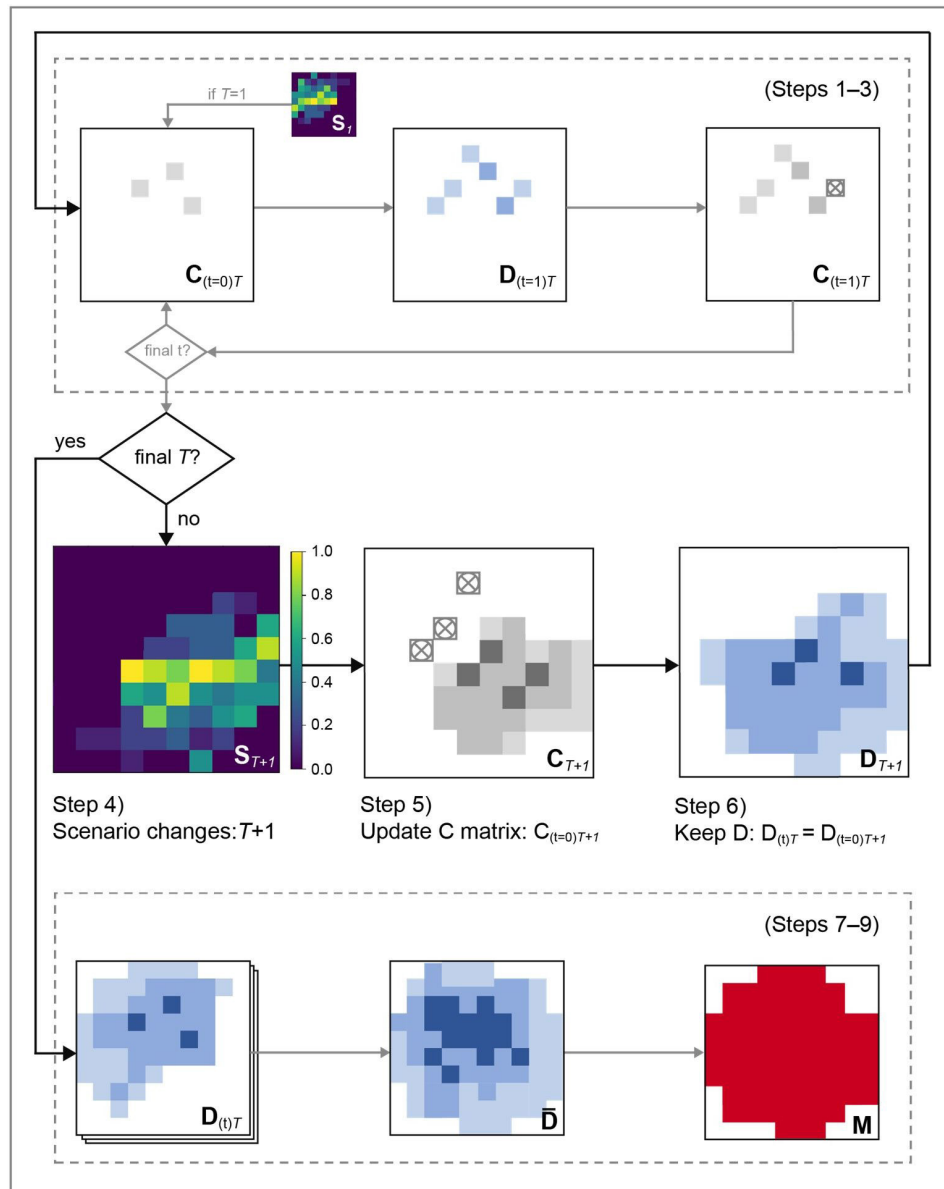 (Steps 1–3)
if T=1
S1
C(t=0)T
D(t=1)T
C(t=1)T
final t?
yes
final T?
no
1.0
0.8
0.6
0.4
0.2
0.0
ST+1
CT+1
DT+1
Step 4)
Scenario changes:T+1
Step 5)
Update C matrix: C(t=0)T+1
Step 6)
Keep D: D(t)T = D(t=0)T+1
(Steps 7–9)
D(t)T
D̄
M